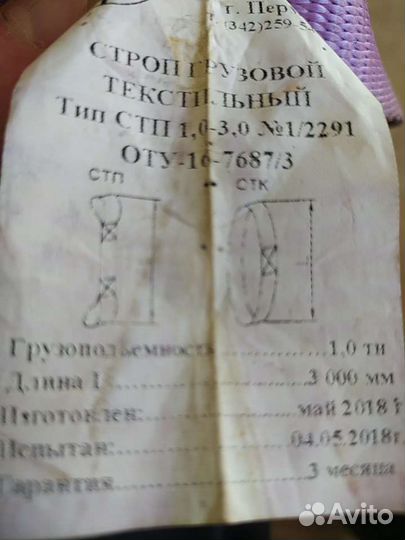 г. Пер
(342)259-5
СТРОП ГРУЗОВОЙ
ТЕКСТИЛЬНЫЙ
Тип СТП 1,0-3,0 №1/2291
ОТУ-16-7687/3
СТП СТК
Грузоподъемность 1,0 тн
Длина 3 000 мм
Изготовлен: май 2018 г
Испытан: 04.05.2018г.
Гарантия 3 месяца
Avito